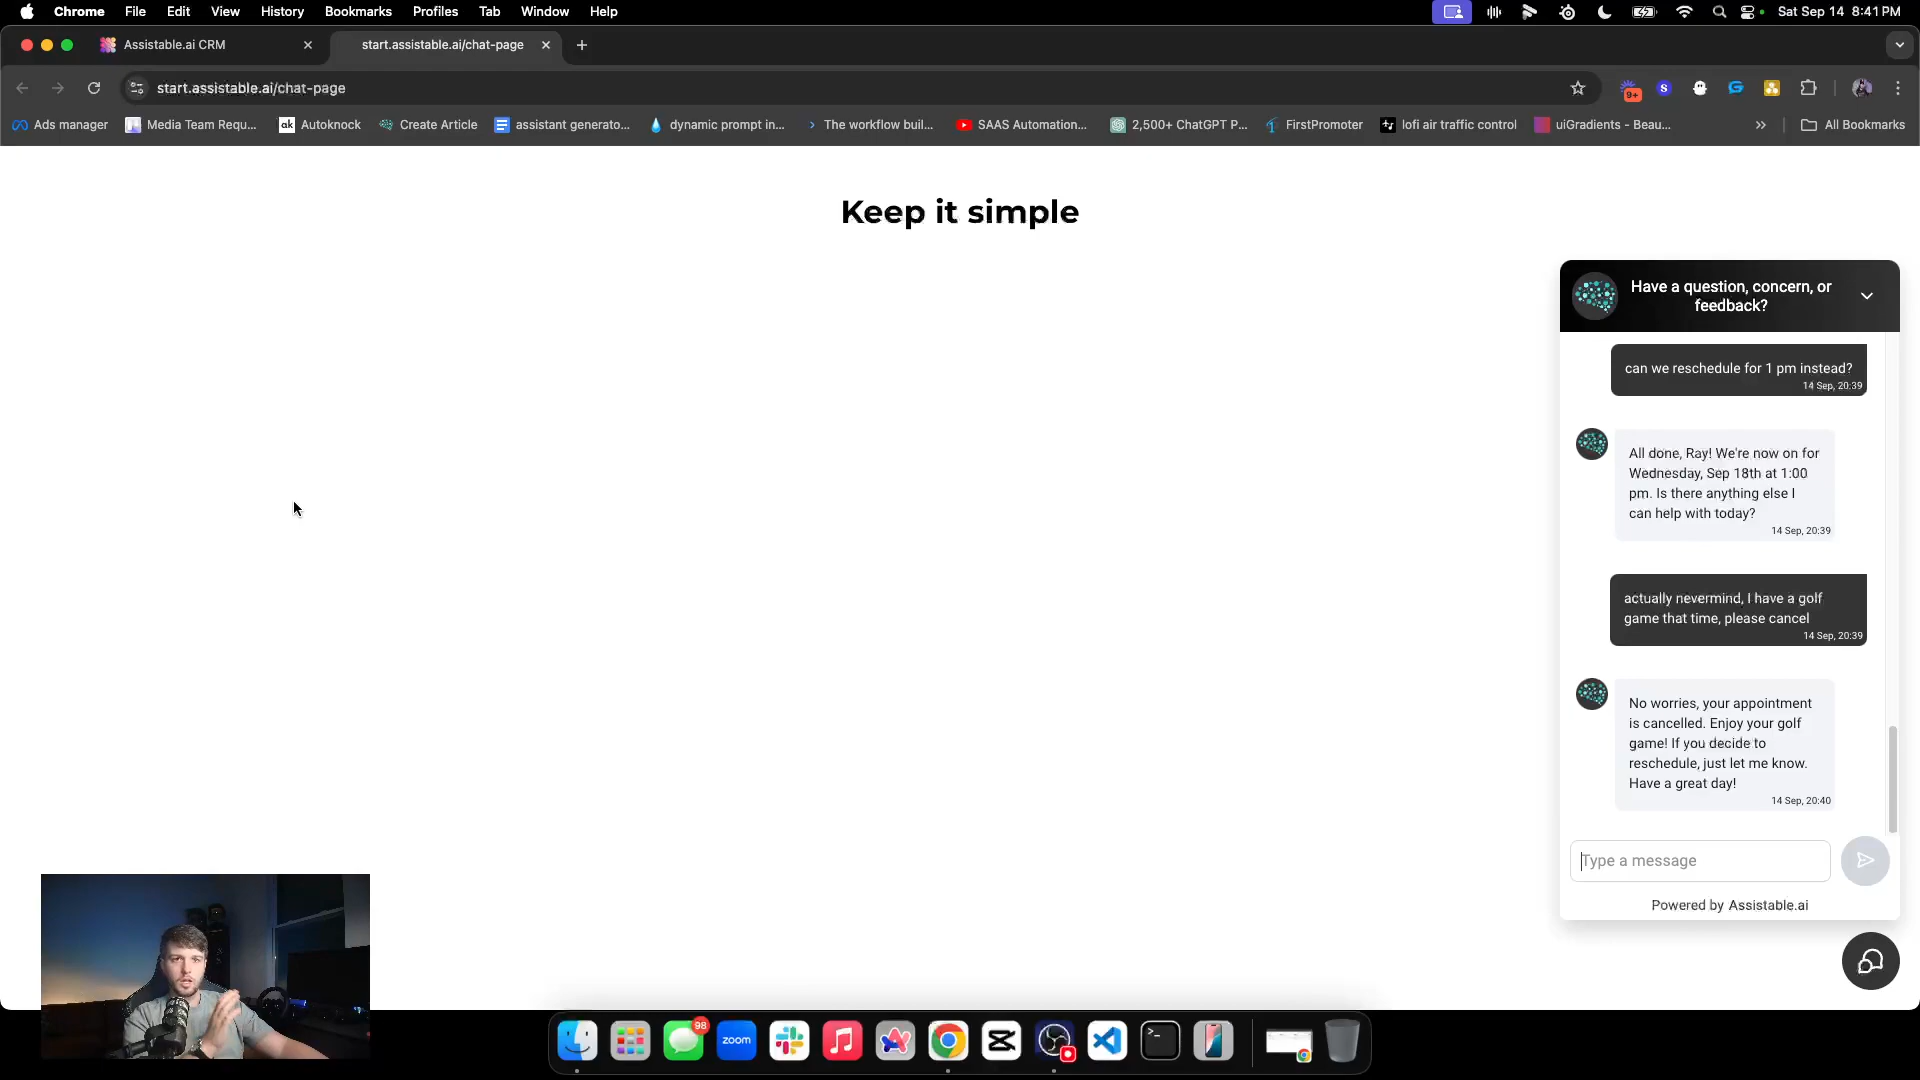 Chrome File Edit View History Bookmarks Profiles Tab Window Help Sat Sep 14 8:41 PM
Assistable.ai CRM start.assistable.ai/chat-page
start.assistable.ai/chat-page 9+ S
Ads manager Media Team Requ... ak Autoknock Create Article assistant generato... dynamic prompt in... The workflow buil... SAAS Automation... 2,500+ ChatGPT P... FirstPromoter lofi air traffic control uiGradients - Beau... All Bookmarks
Keep it simple
Have a question, concern, or
feedback?
can we reschedule for 1 pm instead?
14 Sep, 20:39
All done, Ray! We're now on for
Wednesday, Sep 18th at 1:00
pm. Is there anything else I
can help with today?
14 Sep, 20:39
actually nevermind, I have a golf
game that time, please cancel
14 Sep, 20:39
No worries, your appointment
is cancelled. Enjoy your golf
game! If you decide to
reschedule, just let me know.
Have a great day!
14 Sep, 20:40
Type a message
Powered by Assistable.ai
98
zoom